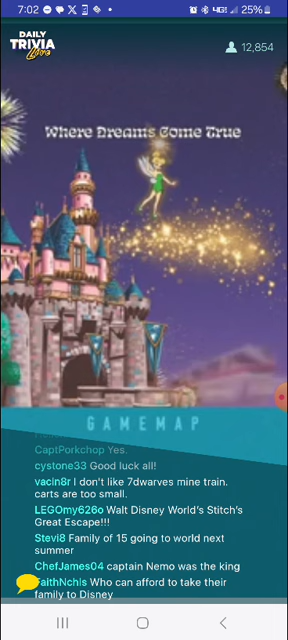 7:02
4G 25%
DAILY
TRIVIA
Live
12,854
Where Dreams Come True
GAMEMAP
CaptPorkchop Yes.
cystone33 Good luck all!
vacin8r I don't like 7dwarves mine train.
carts are too small.
LEGOmy626o Walt Disney World's Stitch's
Great Escape!!!
Stevi8 Family of 15 going to world next
summer
ChefJames04 captain Nemo was the king
FaithNchis Who can afford to take their
family to Disney